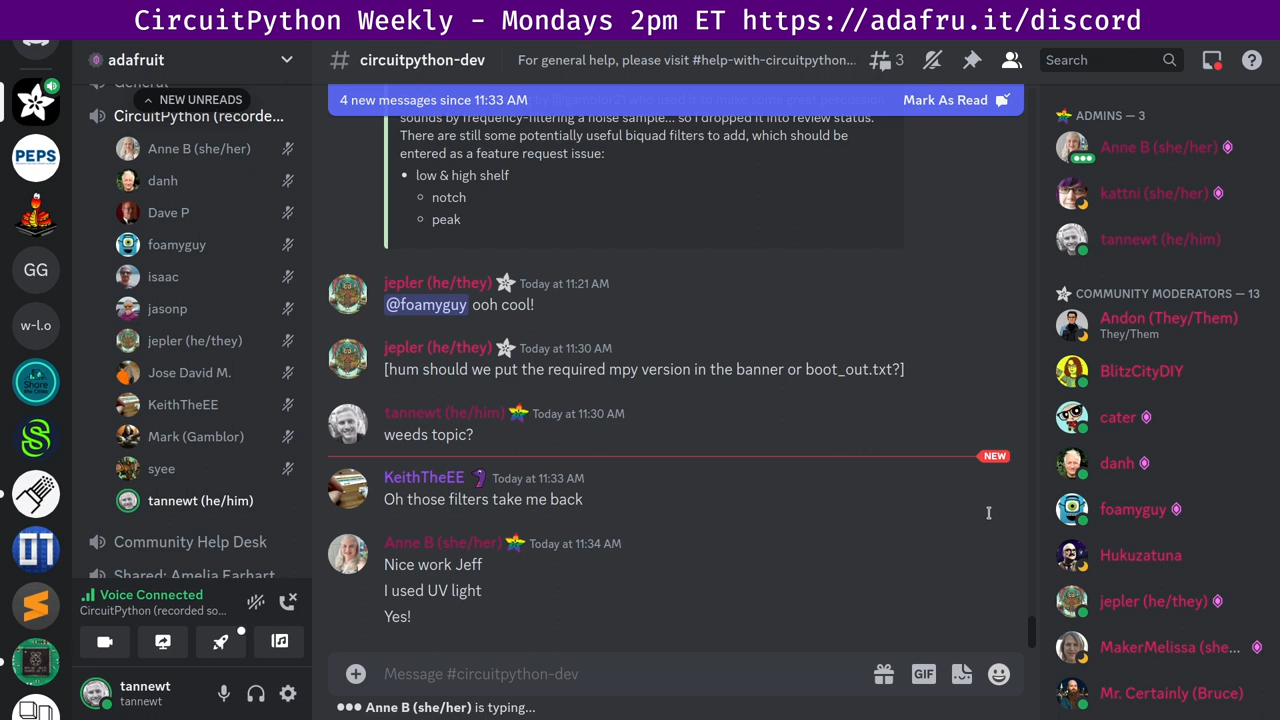 CircuitPython Weekly - Mondays 2pm ET https://adafru.it/discord
adafruit
NEW UNREADS
CircuitPython (recorde...
Anne B (she/her)
danh
Dave P
foamyguy
isaac
jasonp
jepler (he/they)
Jose David M.
KeithTheEE
Mark (Gamblor)
syee
tannewt (he/him)
Community Help Desk
Shared: Amelia Earhart
Voice Connected
CircuitPython (recorded so...
tannewt
tannewt
PEPS
GG
w-l.o
Share
circuitpython-dev
For general help, please visit #help-with-circuitpython...
3
Search
4 new messages since 11:33 AM
Mark As Read
sounds by frequency-filtering a noise sample... so I dropped it into review status.
There are still some potentially useful biquad filters to add, which should be
entered as a feature request issue:
• low & high shelf
◦ notch
◦ peak
jepler (he/they) Today at 11:21 AM
@foamyguy ooh cool!
jepler (he/they) Today at 11:30 AM
[hum should we put the required mpy version in the banner or boot_out.txt?]
tannewt (he/him) Today at 11:30 AM
weeds topic?
NEW
KeithTheEE Today at 11:33 AM
Oh those filters take me back
Anne B (she/her) Today at 11:34 AM
Nice work Jeff
I used UV light
Yes!
Message #circuitpython-dev
GIF
Anne B (she/her) is typing...
ADMINS — 3
Anne B (she/her)
kattni (she/her)
tannewt (he/him)
COMMUNITY MODERATORS — 13
Andon (They/Them)
They/Them
BlitzCityDIY
cater
danh
foamyguy
Hukuzatuna
jepler (he/they)
MakerMelissa (she...
Mr. Certainly (Bruce)